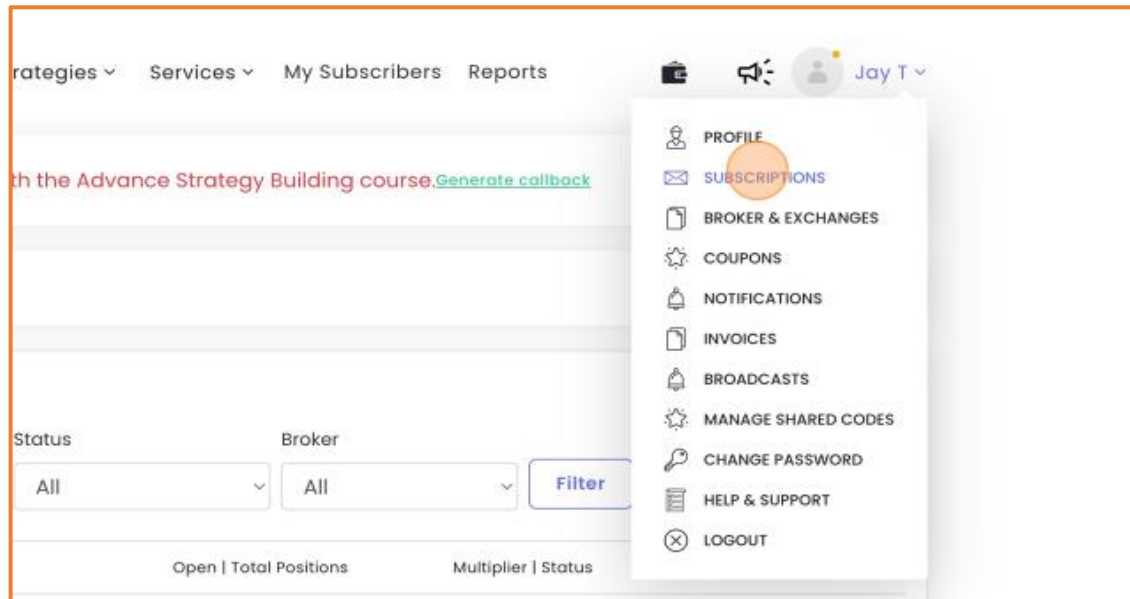 rategies Services My Subscribers Reports Jay T
PROFILE
th the Advance Strategy Building course. Generate callback
SUBSCRIPTIONS
BROKER & EXCHANGES
COUPONS
NOTIFICATIONS
INVOICES
BROADCASTS
MANAGE SHARED CODES
Status Broker
CHANGE PASSWORD
All All Filter
HELP & SUPPORT
LOGOUT
Open | Total Positions Multiplier | Status